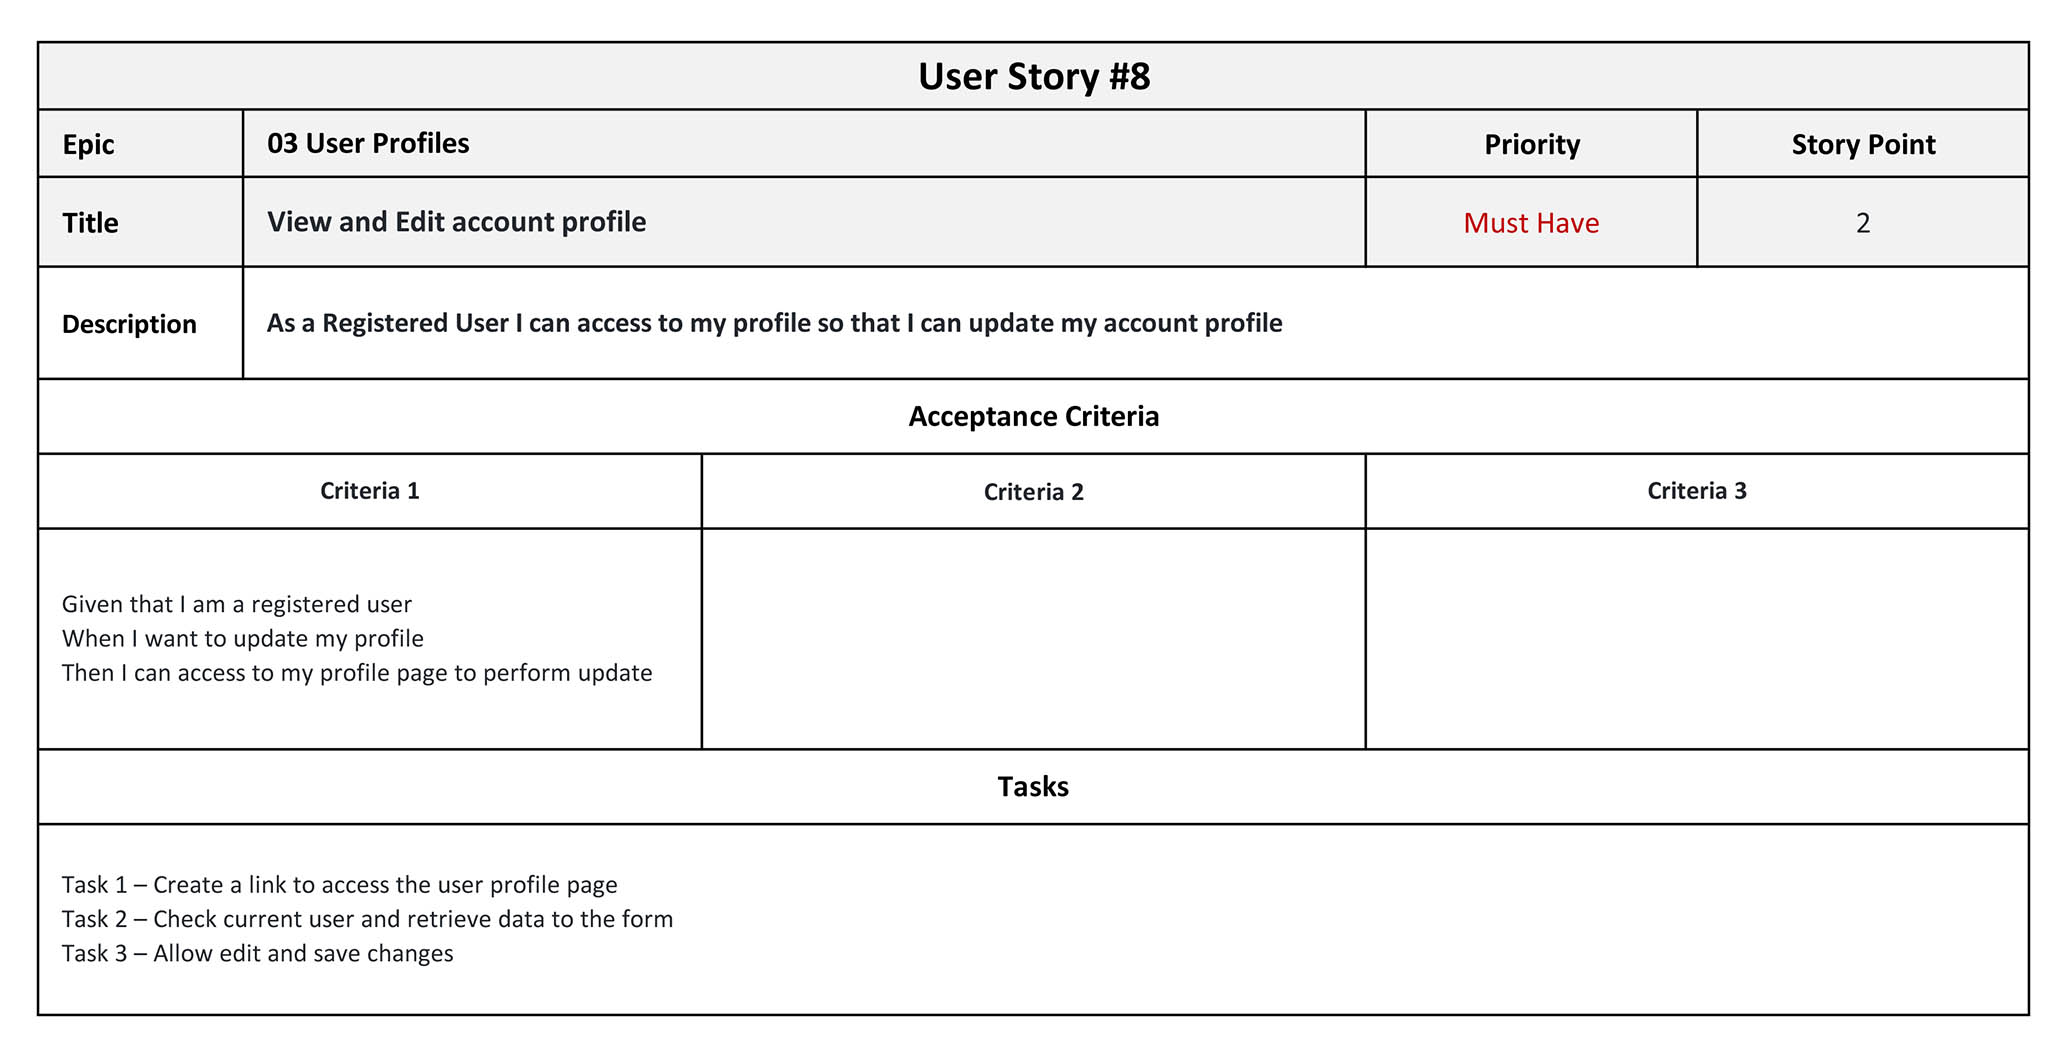 User Story #8
Epic
03 User Profiles
Priority
Story Point
Title
View and Edit account profile
Must Have
2
Description
As a Registered User I can access to my profile so that I can update my account profile
Acceptance Criteria
Criteria 1
Criteria 2
Criteria 3
Given that I am a registered user
When I want to update my profile
Then I can access to my profile page to perform update
Tasks
Task 1 – Create a link to access the user profile page
Task 2 – Check current user and retrieve data to the form
Task 3 – Allow edit and save changes